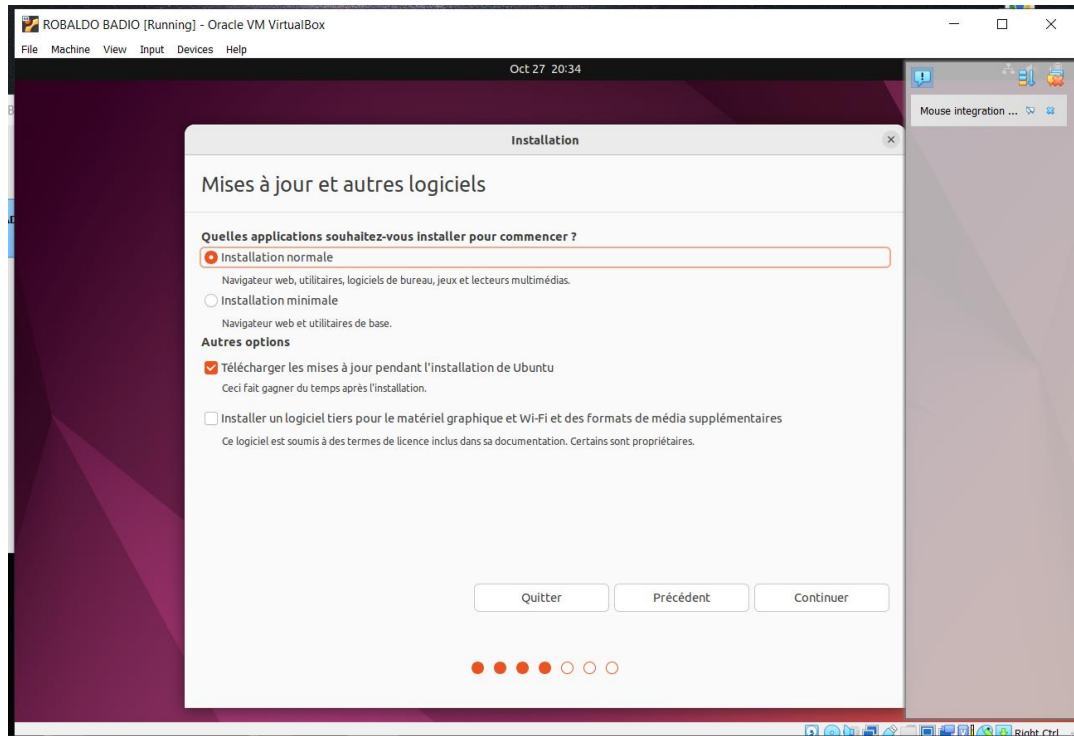 ROBALDO BADIO [Running] - Oracle VM VirtualBox
File Machine View Input Devices Help
Oct 27 20:34
Mouse integration ...
Installation
Mises à jour et autres logiciels
Quelles applications souhaitez-vous installer pour commencer ?
Installation normale
Navigateur web, utilitaires, logiciels de bureau, jeux et lecteurs multimédias.
Installation minimale
Navigateur web et utilitaires de base.
Autres options
Télécharger les mises à jour pendant l'installation de Ubuntu
Ceci fait gagner du temps après l'installation.
Installer un logiciel tiers pour le matériel graphique et Wi-Fi et des formats de média supplémentaires
Ce logiciel est soumis à des termes de licence inclus dans sa documentation. Certains sont propriétaires.
Quitter Précédent Continuer
Right Ctrl